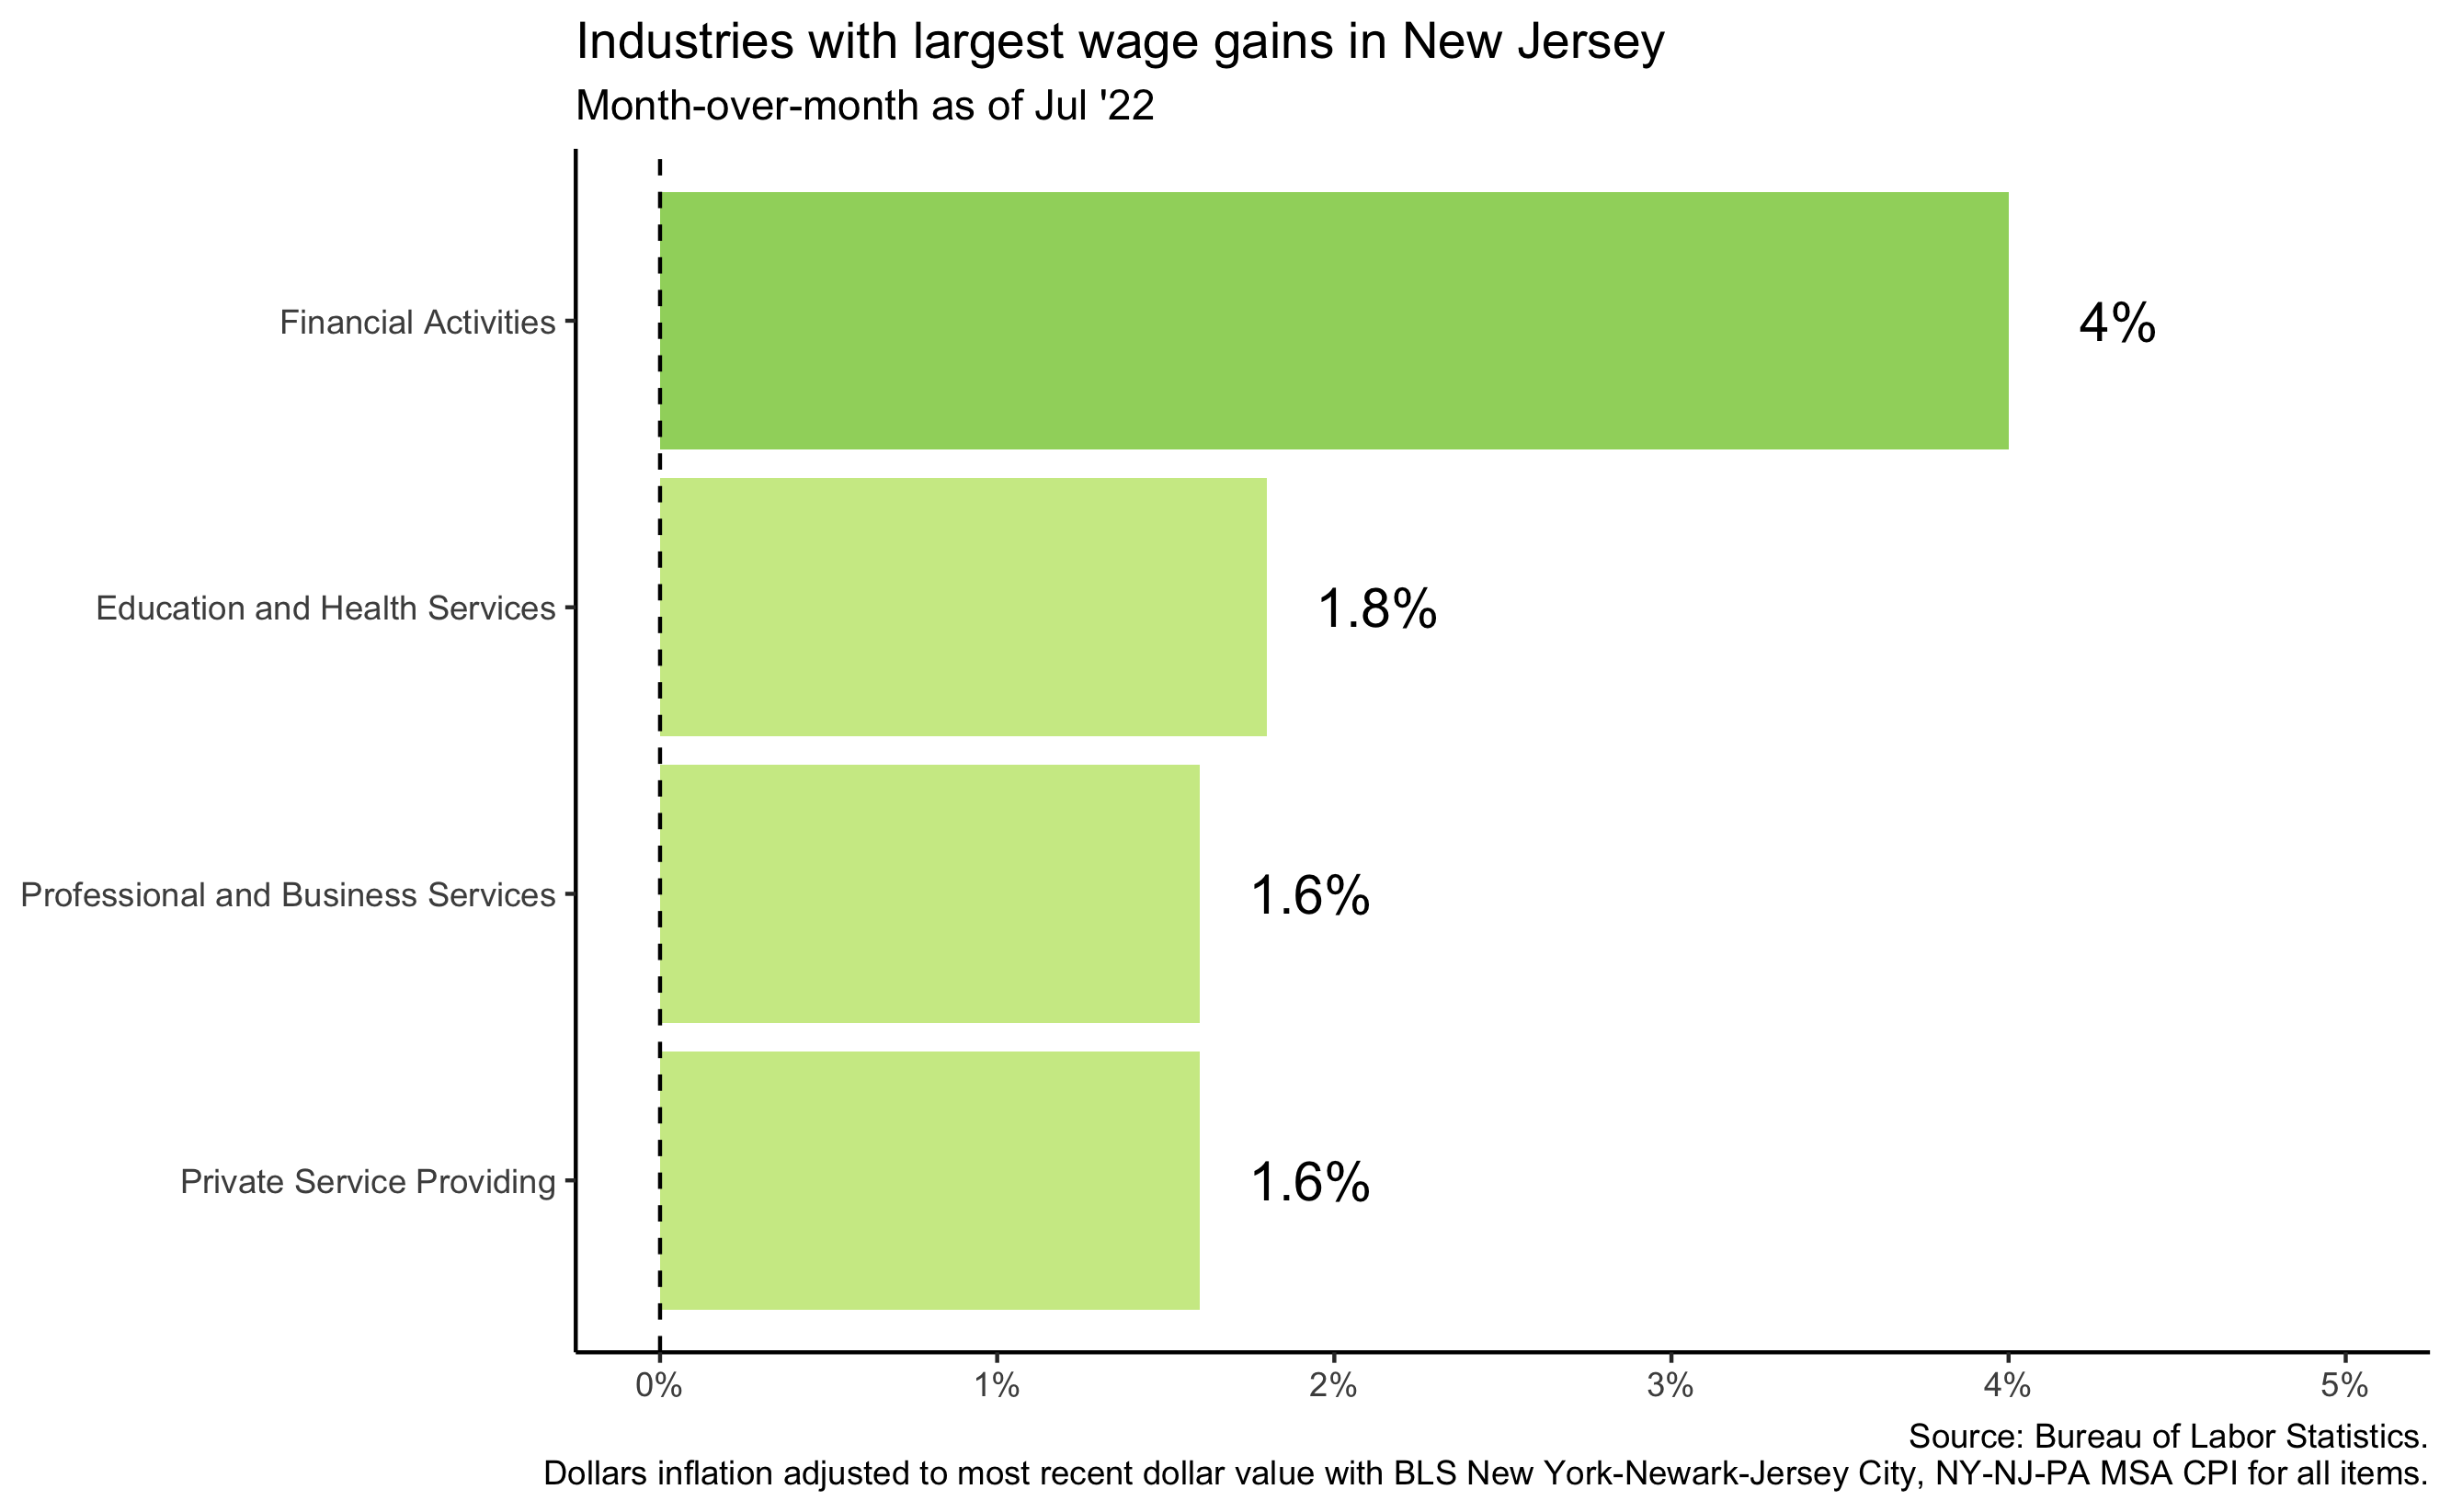 Industries with largest wage gains in New Jersey
Month-over-month as of Jul '22
Financial Activities
4%
Education and Health Services
1.8%
Professional and Business Services
1.6%
Private Service Providing
1.6%
0% 1% 2% 3% 4% 5%
Source: Bureau of Labor Statistics.
Dollars inflation adjusted to most recent dollar value with BLS New York-Newark-Jersey City, NY-NJ-PA MSA CPI for all items.